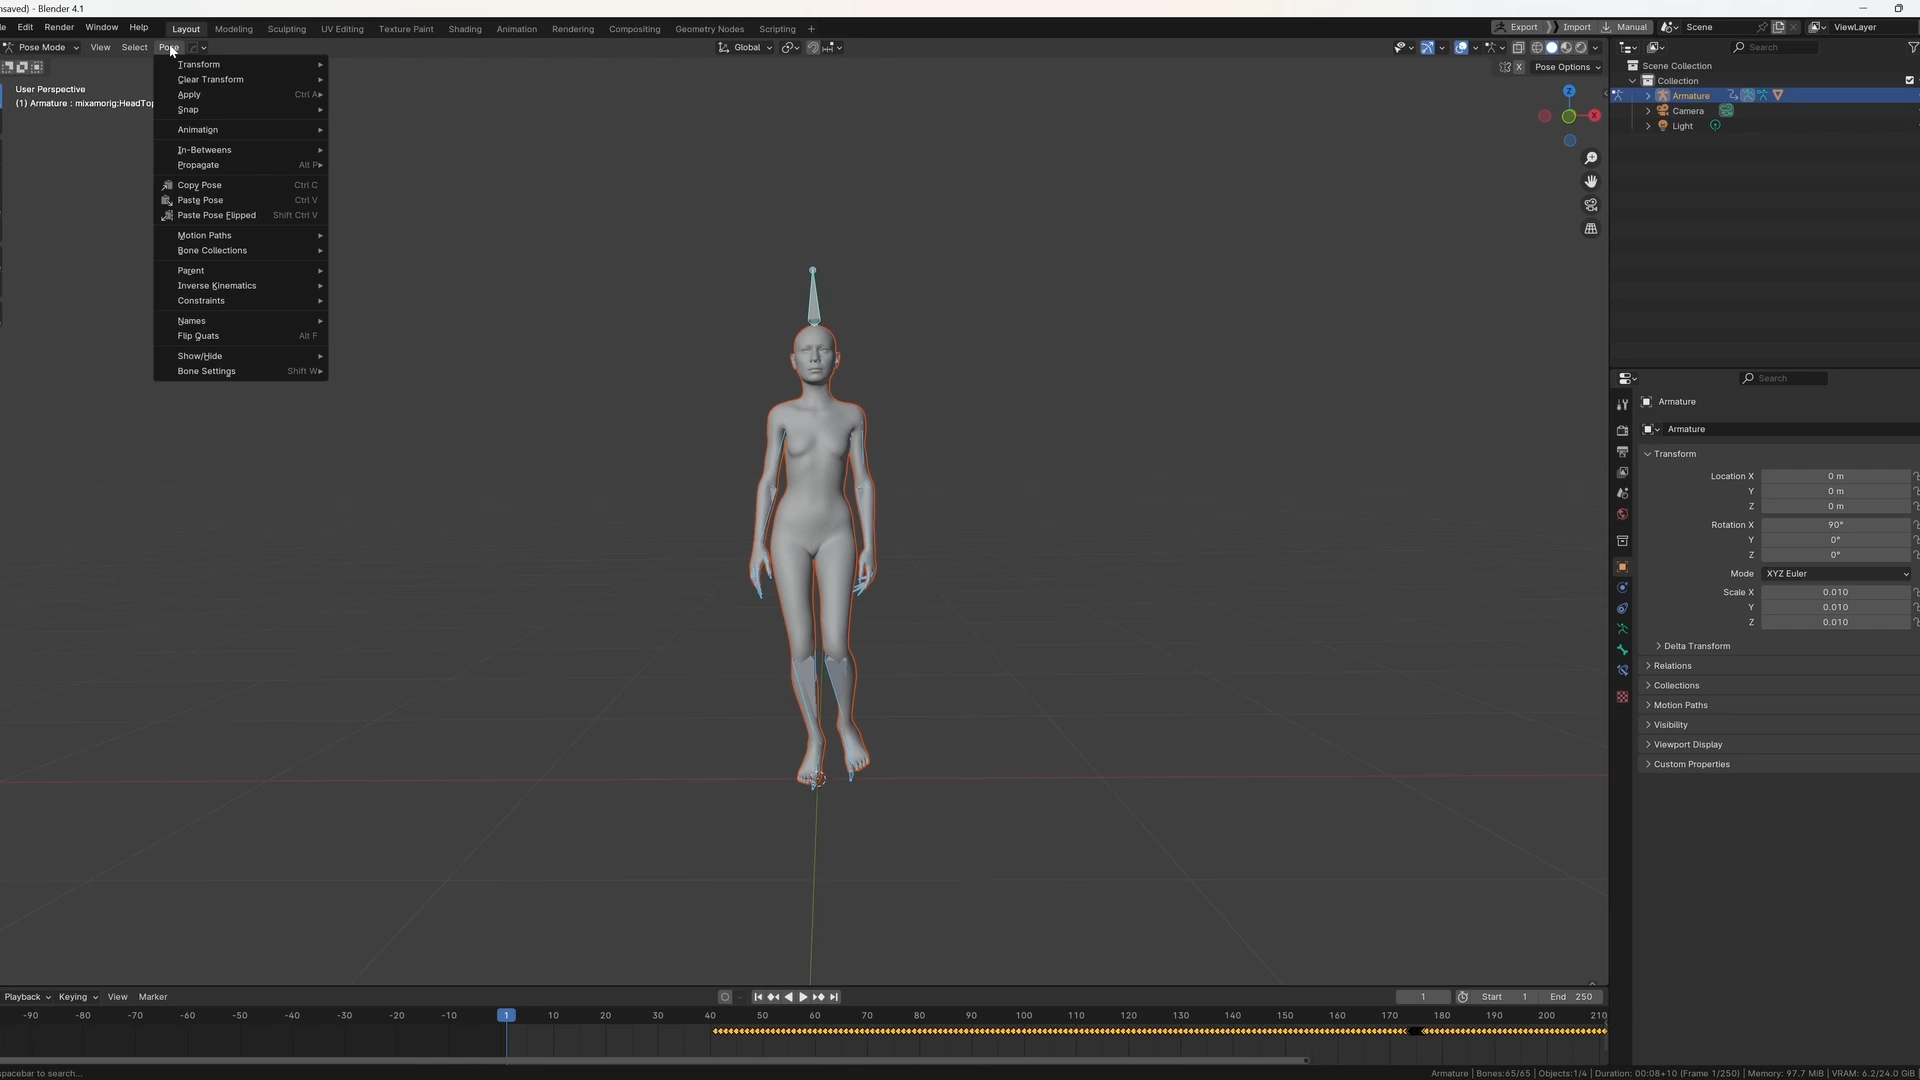 nsaved) - Blender 4.1
le Edit Render Window Help Layout Modeling Sculpting UV Editing Texture Paint Shading Animation Rendering Compositing Geometry Nodes Scripting + Export Import Manual Scene ViewLayer
Pose Mode View Select Pose Global Search
X Pose Options
User Perspective
(1) Armature : mixamorig:HeadTo
Transform
Clear Transform
Apply Ctrl A
Snap
Animation
In-Betweens
Propagate Alt P
Copy Pose Ctrl C
Paste Pose Ctrl V
Paste Pose Flipped Shift Ctrl V
Motion Paths
Bone Collections
Parent
Inverse Kinematics
Constraints
Names
Flip Quats Alt F
Show/Hide
Bone Settings Shift W
Z
X
Scene Collection
Collection
Armature
Camera
Light
Search
Armature
Armature
Transform
Location X 0 m
Y 0 m
Z 0 m
Rotation X 90°
Y 0°
Z 0°
Mode XYZ Euler
Scale X 0.010
Y 0.010
Z 0.010
Delta Transform
Relations
Collections
Motion Paths
Visibility
Viewport Display
Custom Properties
Playback Keying View Marker 1 Start 1 End 250
-90 -80 -70 -60 -50 -40 -30 -20 -10 1 10 20 30 40 50 60 70 80 90 100 110 120 130 140 150 160 170 180 190 200 210
spacebar to search... Armature | Bones:65/65 | Objects:1/4 | Duration: 00:08+10 (Frame 1/250) | Memory: 97.7 MiB | VRAM: 6.2/24.0 GiB